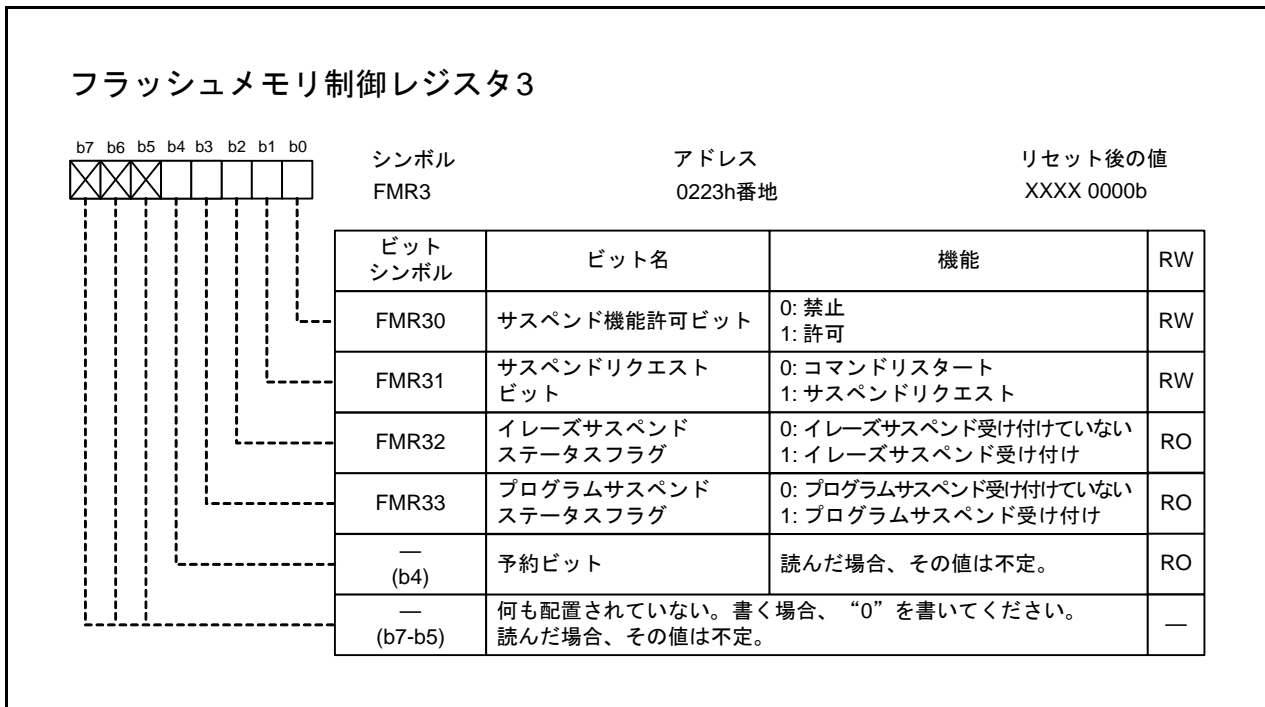 フラッシュメモリ制御レジスタ3
b7 b6 b5 b4 b3 b2 b1 b0
シンボル アドレス リセット後の値
FMR3 0223h番地 XXXX 0000b
ビット
シンボル
ビット名
機能
RW
FMR30
サスペンド機能許可ビット
0: 禁止
1: 許可
RW
FMR31
サスペンドリクエスト
ビット
0: コマンドリスタート
1: サスペンドリクエスト
RW
FMR32
イレーズサスペンド
ステータスフラグ
0: イレーズサスペンド受け付けていない
1: イレーズサスペンド受け付け
RO
FMR33
プログラムサスペンド
ステータスフラグ
0: プログラムサスペンド受け付けていない
1: プログラムサスペンド受け付け
RO
—
(b4)
予約ビット
読んだ場合、その値は不定。
RO
—
(b7-b5)
何も配置されていない。書く場合、“0”を書いてください。
読んだ場合、その値は不定。
—